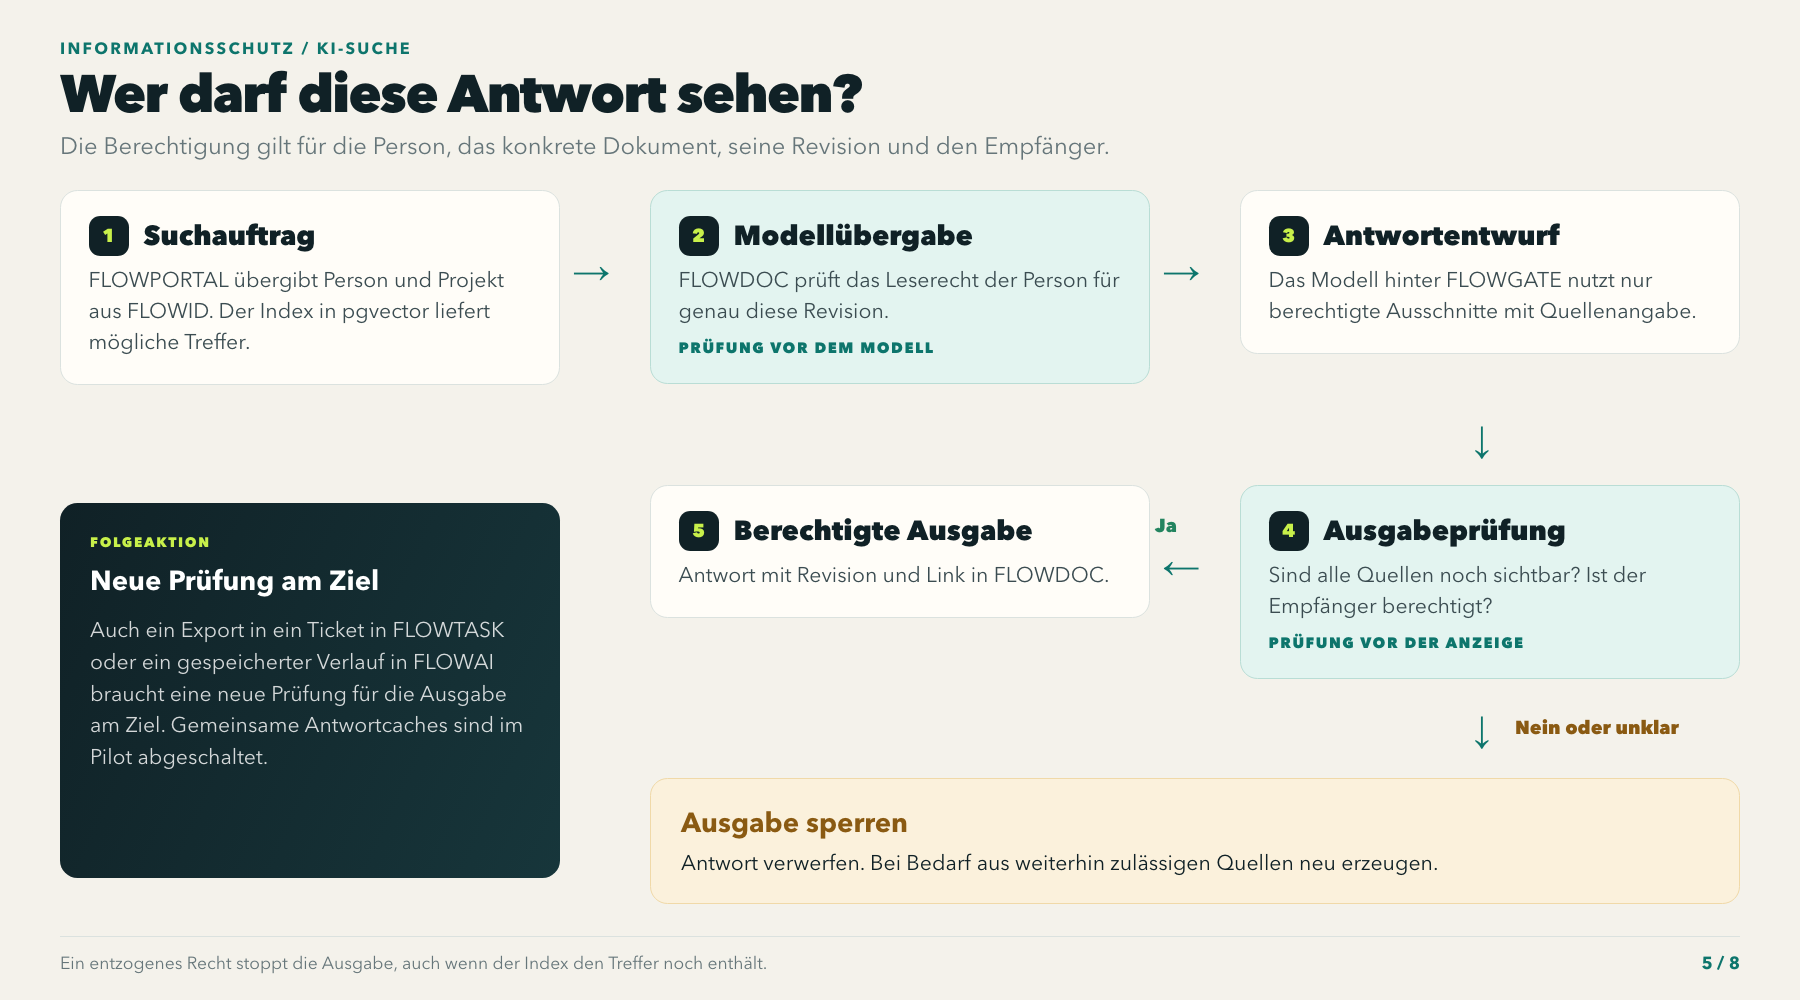 INFORMATIONSSCHUTZ / KI-SUCHE
Wer darf diese Antwort sehen?
Die Berechtigung gilt für die Person, das konkrete Dokument, seine Revision und den Empfänger.
1 Suchauftrag
FLOWPORTAL übergibt Person und Projekt
aus FLOWID. Der Index in pgvector liefert
mögliche Treffer.
→
2 Modellübergabe
FLOWDOC prüft das Leserecht der Person für
genau diese Revision.
PRÜFUNG VOR DEM MODELL
→
3 Antwortentwurf
Das Modell hinter FLOWGATE nutzt nur
berechtigte Ausschnitte mit Quellenangabe.
↓
4 Ausgabeprüfung
Sind alle Quellen noch sichtbar? Ist der
Empfänger berechtigt?
PRÜFUNG VOR DER ANZEIGE
Ja
←
5 Berechtigte Ausgabe
Antwort mit Revision und Link in FLOWDOC.
↓ Nein oder unklar
Ausgabe sperren
Antwort verwerfen. Bei Bedarf aus weiterhin zulässigen Quellen neu erzeugen.
FOLGEAKTION
Neue Prüfung am Ziel
Auch ein Export in ein Ticket in FLOWTASK
oder ein gespeicherter Verlauf in FLOWAI
braucht eine neue Prüfung für die Ausgabe
am Ziel. Gemeinsame Antwortcaches sind im
Pilot abgeschaltet.
Ein entzogenes Recht stoppt die Ausgabe, auch wenn der Index den Treffer noch enthält.
5 / 8